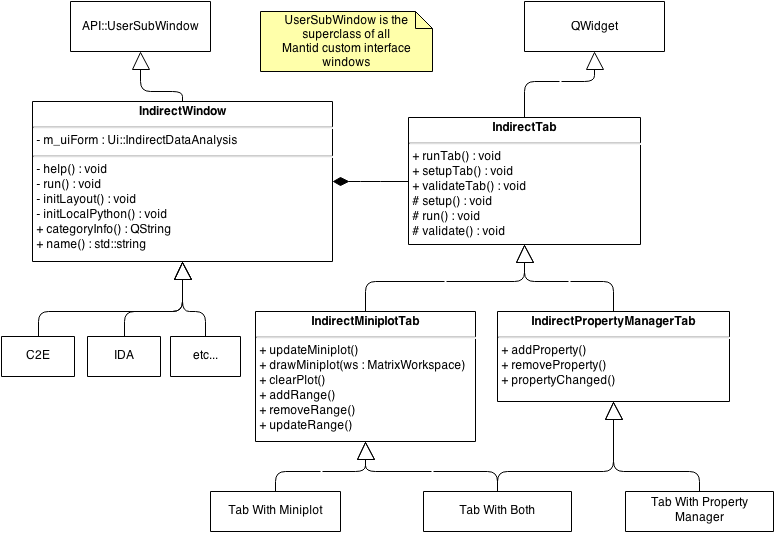 API::UserSubWindow
UserSubWindow is the
superclass of all
Mantid custom interface
windows
QWidget
IndirectWindow
- m_uiForm : Ui::IndirectDataAnalysis
- help() : void
- run() : void
- initLayout() : void
- initLocalPython() : void
+ categoryInfo() : QString
+ name() : std::string
IndirectTab
+ runTab() : void
+ setupTab() : void
+ validateTab() : void
# setup() : void
# run() : void
# validate() : void
C2E
IDA
etc...
IndirectMiniplotTab
+ updateMiniplot()
+ drawMiniplot(ws : MatrixWorkspace)
+ clearPlot()
+ addRange()
+ removeRange()
+ updateRange()
IndirectPropertyManagerTab
+ addProperty()
+ removeProperty()
+ propertyChanged()
Tab With Miniplot
Tab With Both
Tab With Property
Manager